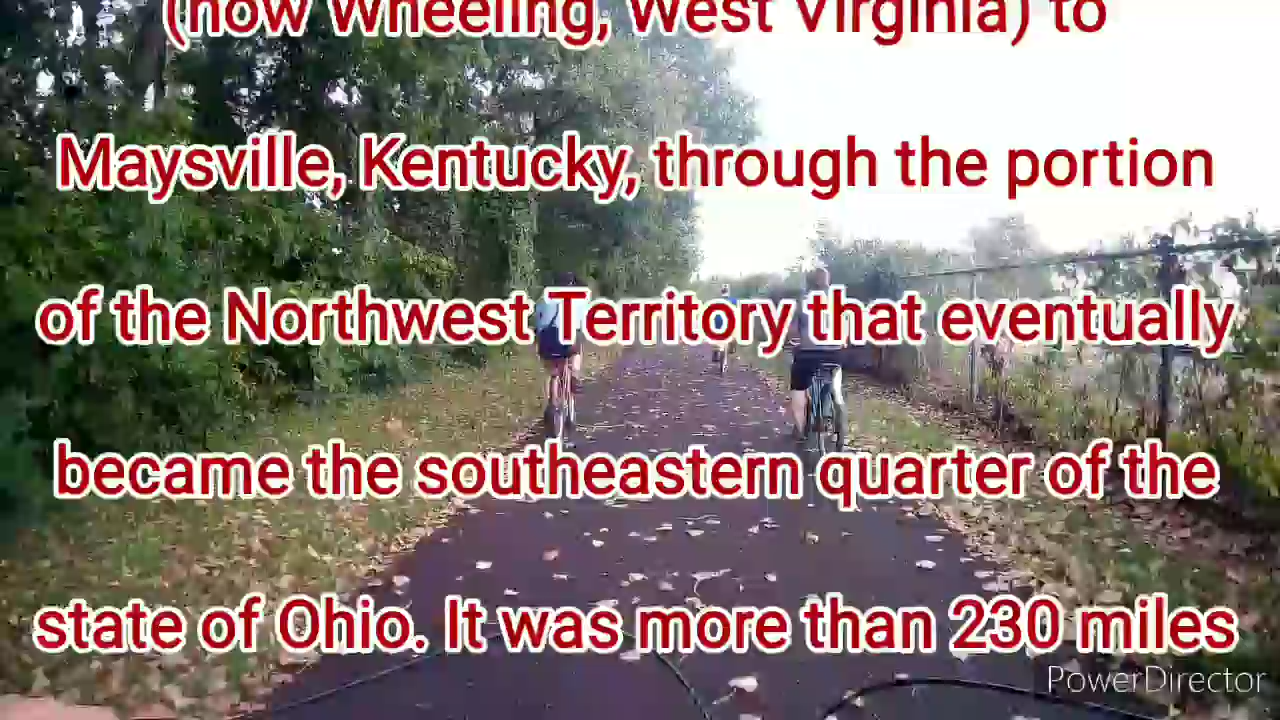 (now Wheeling, West Virginia) to
Maysville, Kentucky, through the portion
of the Northwest Territory that eventually
became the southeastern quarter of the
state of Ohio. It was more than 230 miles
PowerDirector